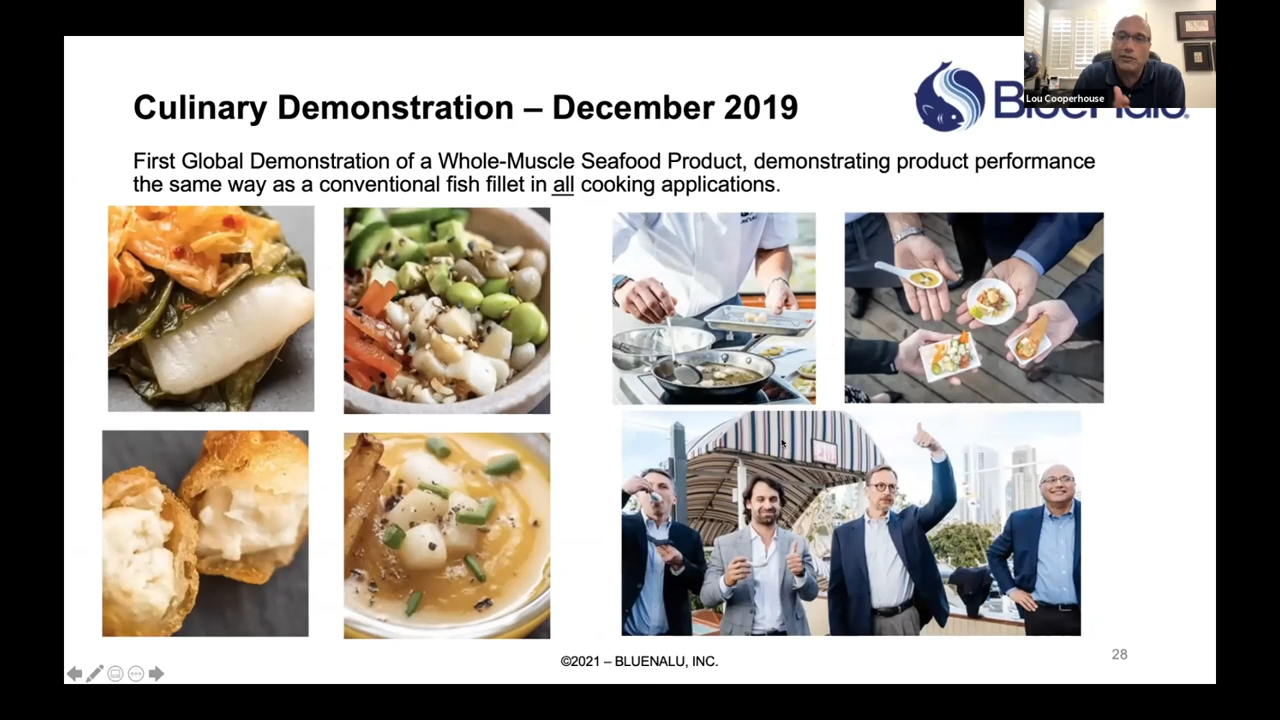 Culinary Demonstration – December 2019
Lou Cooperhouse
First Global Demonstration of a Whole-Muscle Seafood Product, demonstrating product performance
the same way as a conventional fish fillet in all cooking applications.
©2021 – BLUENALU, INC.
28